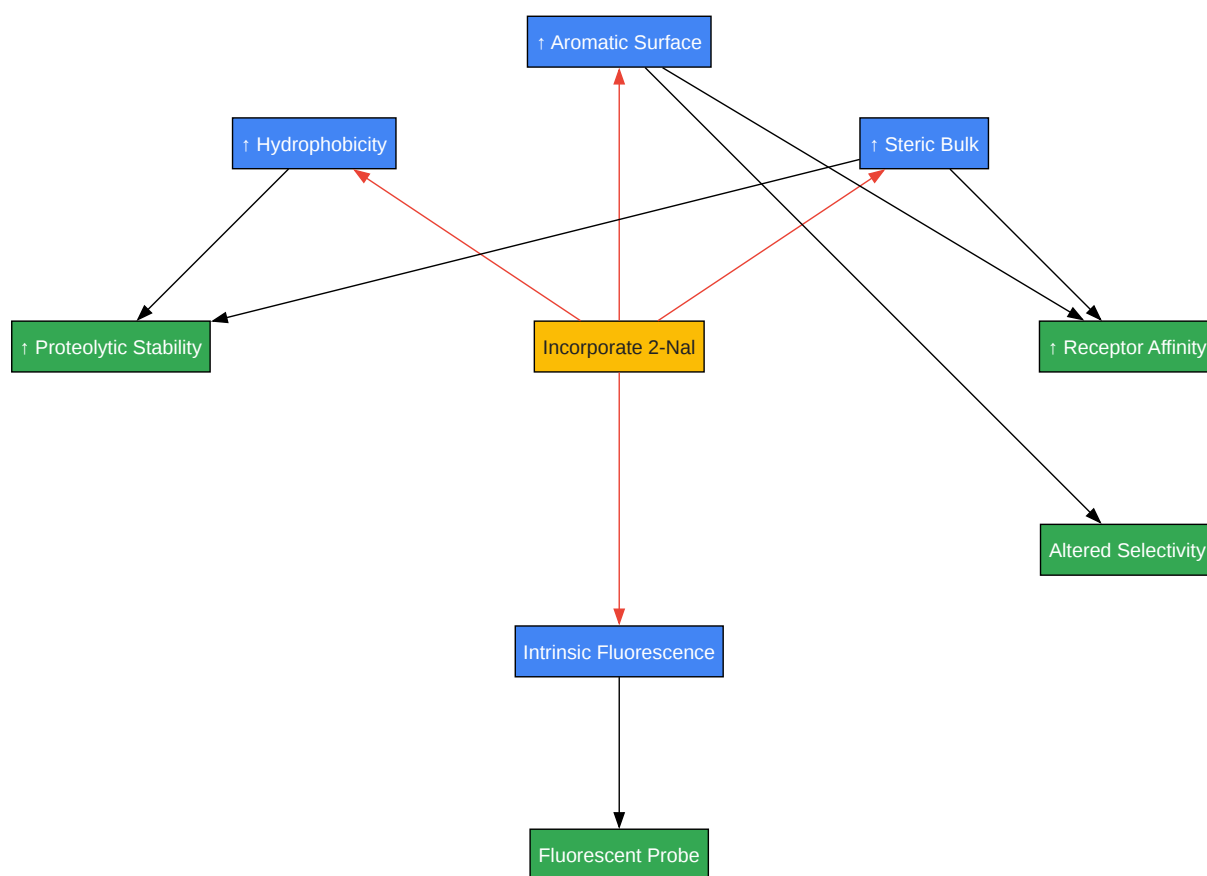 ↑ Aromatic Surface
↑ Hydrophobicity
↑ Steric Bulk
↑ Proteolytic Stability
Incorporate 2-Nal
↑ Receptor Affinity
Altered Selectivity
Intrinsic Fluorescence
Fluorescent Probe